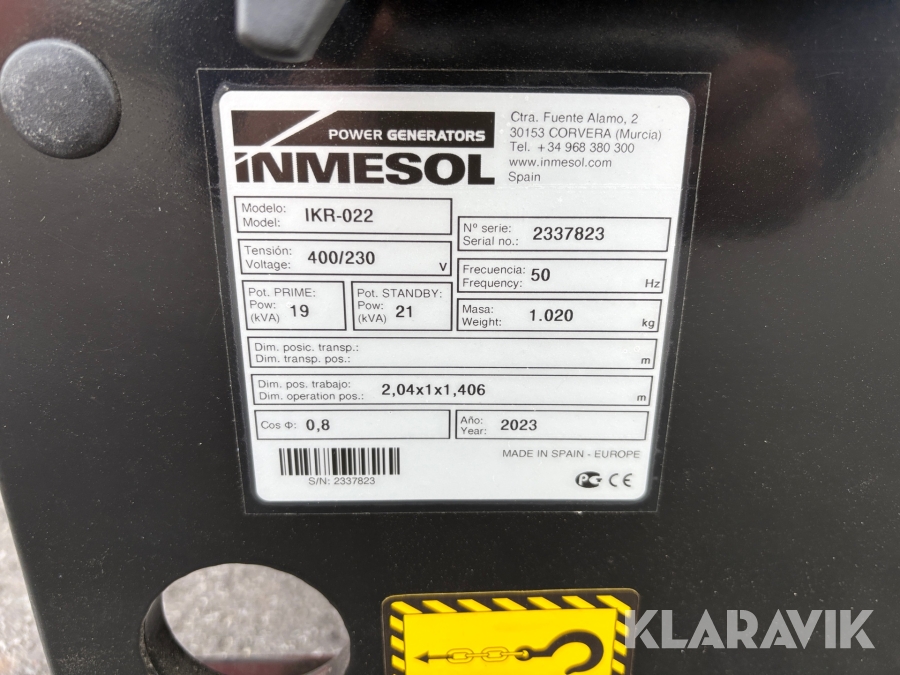 POWER GENERATORS
INMESOL
Ctra. Fuente Alamo, 2
30153 CORVERA (Murcia)
Tel. +34 968 380 300
www.inmesol.com
Spain
Modelo:
Model: IKR-022
Nº serie:
Serial no.: 2337823
Tensión:
Voltage: 400/230 V
Frecuencia:
Frequency: 50 Hz
Pot. PRIME:
Pow:
(kVA) 19
Pot. STANDBY:
Pow:
(kVA) 21
Masa:
Weight: 1.020 kg
Dim. posic. transp.:
Dim. transp. pos.: m
Dim. pos. trabajo:
Dim. operation pos.: 2,04x1x1,406 m
Cos Φ: 0,8
Año:
Year: 2023
MADE IN SPAIN - EUROPE
S/N: 2337823
PG CE
KLARAVIK